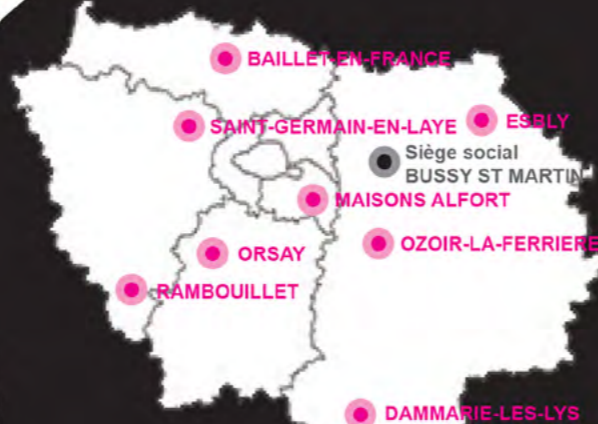 BAILLET-EN-FRANCE
SAINT-GERMAIN-EN-LAYE
ESBLY
Siège social
BUSSY ST MARTIN
MAISONS ALFORT
ORSAY
OZOIR-LA-FERRIERE
RAMBOUILLET
DAMMARIE-LES-LYS